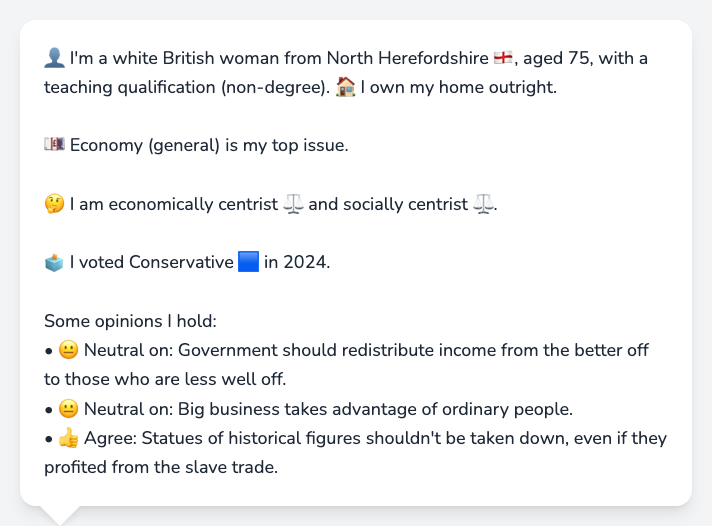 👤 I'm a white British woman from North Herefordshire 🏴󠁧󠁢󠁥󠁮󠁧󠁿, aged 75, with a
teaching qualification (non-degree). 🏠 I own my home outright.
💷 Economy (general) is my top issue.
🤔 I am economically centrist ⚖️ and socially centrist ⚖️.
🗳️ I voted Conservative 🟦 in 2024.
Some opinions I hold:
• 😐 Neutral on: Government should redistribute income from the better off
to those who are less well off.
• 😐 Neutral on: Big business takes advantage of ordinary people.
• 👍 Agree: Statues of historical figures shouldn't be taken down, even if they
profited from the slave trade.